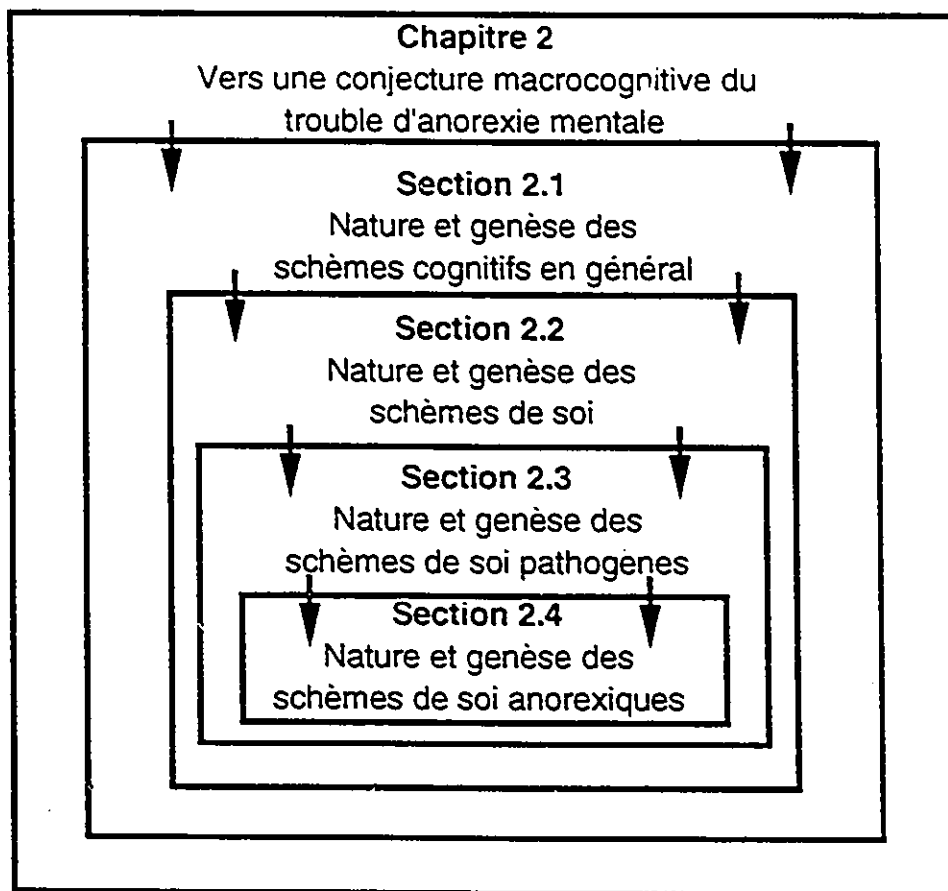 Chapitre 2
Vers une conjecture macrocognitive du
trouble d'anorexie mentale
Section 2.1
Nature et genèse des
schèmes cognitifs en général
Section 2.2
Nature et genèse des
schèmes de soi
Section 2.3
Nature et genèse des
schèmes de soi pathogènes
Section 2.4
Nature et genèse des
schèmes de soi anorexiques